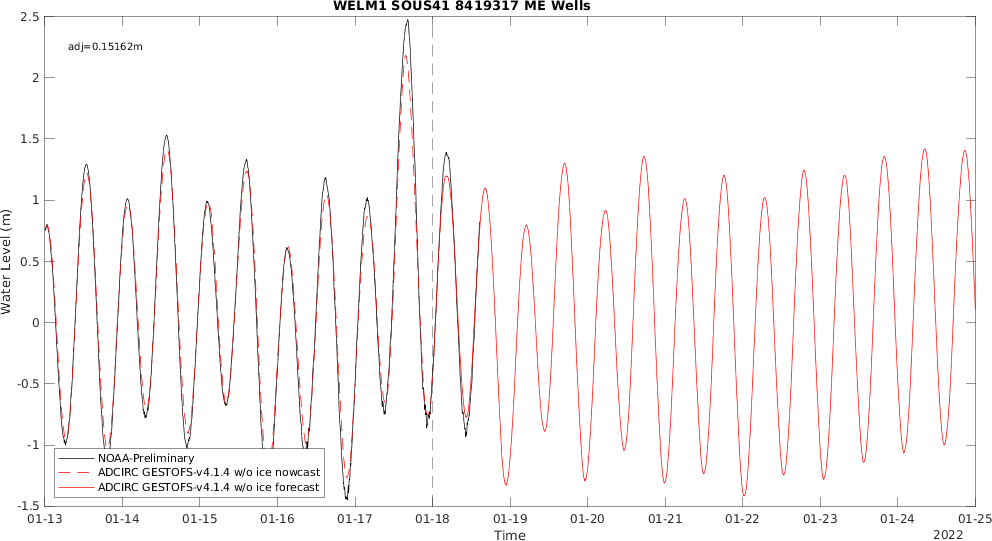 WELM1 SOUS41 8419317 ME Wells
adj=0.15162m
2.5
2
1.5
1
0.5
0
-0.5
-1
-1.5
Water Level (m)
NOAA-Preliminary
ADCIRC GESTOFS-v4.1.4 w/o ice nowcast
ADCIRC GESTOFS-v4.1.4 w/o ice forecast
01-13 01-14 01-15 01-16 01-17 01-18 01-19 01-20 01-21 01-22 01-23 01-24 01-25
Time
2022